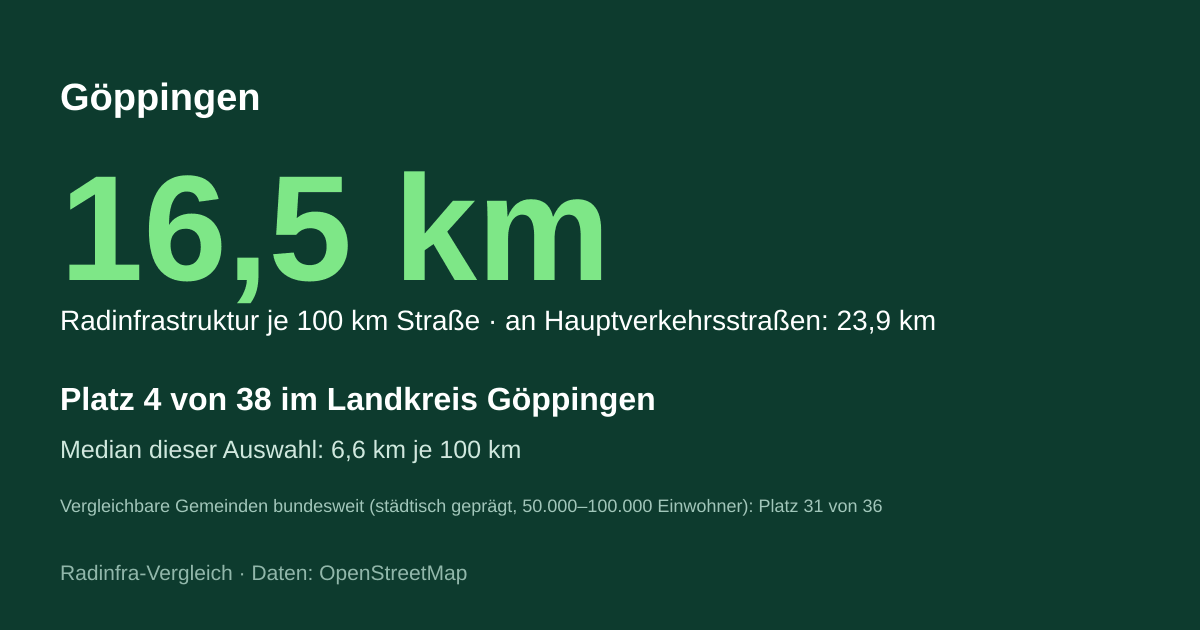 Göppingen
16,5 km
Radinfrastruktur je 100 km Straße · an Hauptverkehrsstraßen: 23,9 km
Platz 4 von 38 im Landkreis Göppingen
Median dieser Auswahl: 6,6 km je 100 km
Vergleichbare Gemeinden bundesweit (städtisch geprägt, 50.000–100.000 Einwohner): Platz 31 von 36
Radinfra-Vergleich · Daten: OpenStreetMap